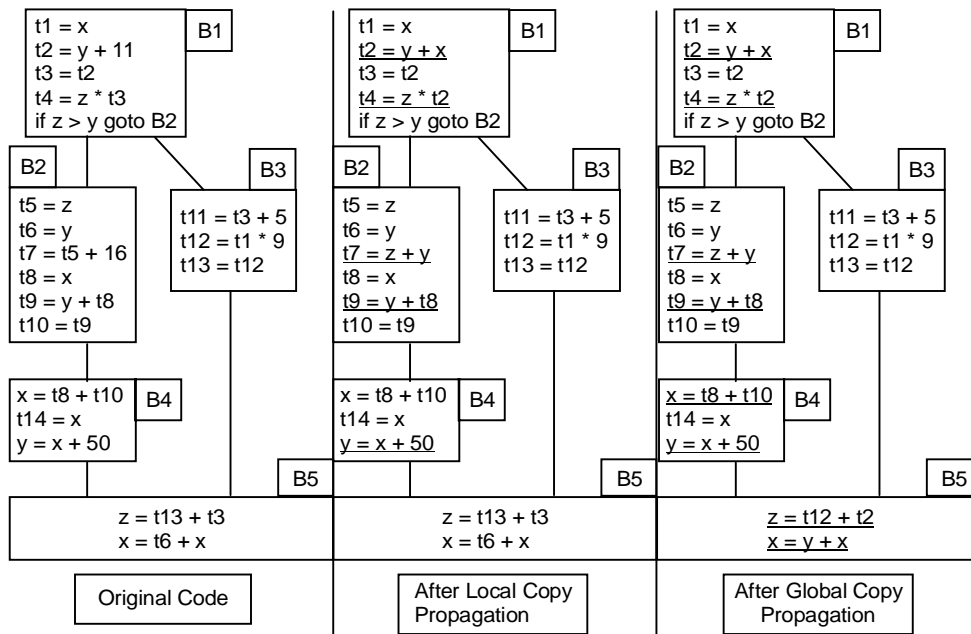 t1 = x
t2 = y + 11
t3 = t2
t4 = z * t3
if z > y goto B2
B1
B2
t5 = z
t6 = y
t7 = t5 + 16
t8 = x
t9 = y + t8
t10 = t9
B3
t11 = t3 + 5
t12 = t1 * 9
t13 = t12
x = t8 + t10
t14 = x
y = x + 50
B4
B5
z = t13 + t3
x = t6 + x
Original Code
t1 = x
t2 = y + x
t3 = t2
t4 = z * t2
if z > y goto B2
B1
B2
t5 = z
t6 = y
t7 = z + y
t8 = x
t9 = y + t8
t10 = t9
B3
t11 = t3 + 5
t12 = t1 * 9
t13 = t12
x = t8 + t10
t14 = x
y = x + 50
B4
B5
z = t13 + t3
x = t6 + x
After Local Copy
Propagation
t1 = x
t2 = y + x
t3 = t2
t4 = z * t2
if z > y goto B2
B1
B2
t5 = z
t6 = y
t7 = z + y
t8 = x
t9 = y + t8
t10 = t9
B3
t11 = t3 + 5
t12 = t1 * 9
t13 = t12
x = t8 + t10
t14 = x
y = x + 50
B4
B5
z = t12 + t2
x = y + x
After Global Copy
Propagation